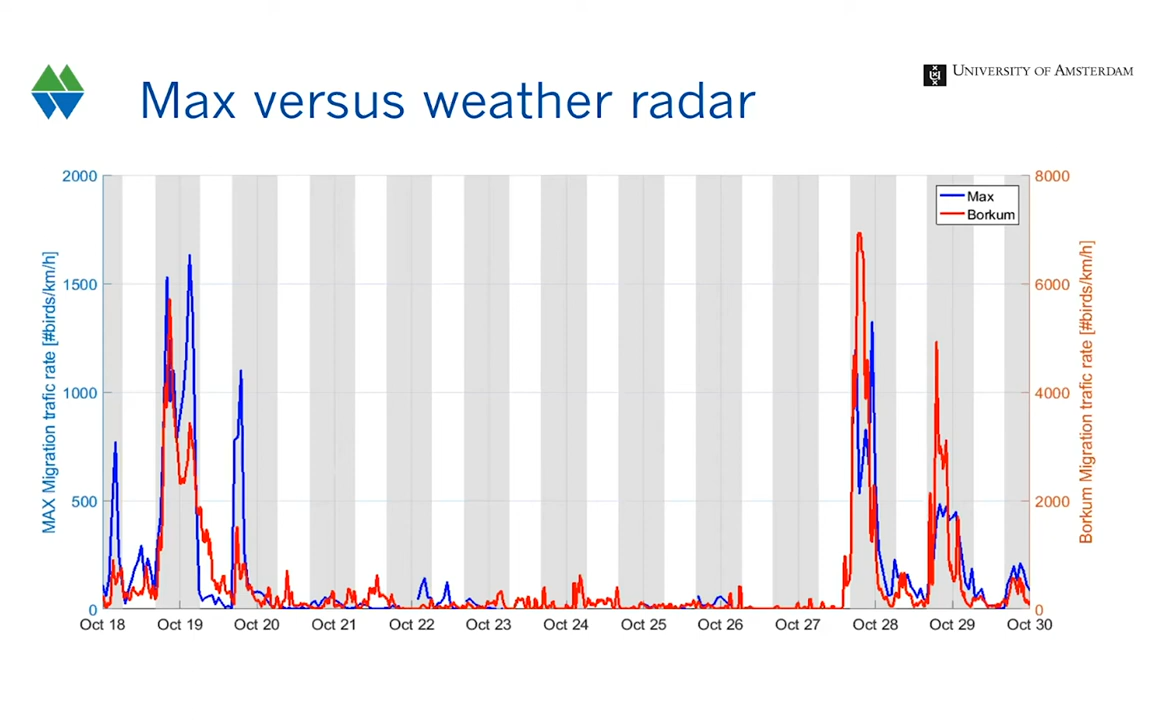 UNIVERSITY OF AMSTERDAM
Max versus weather radar
2000
1500
1000
500
0
MAX Migration trafic rate [#birds/km/h]
8000
6000
4000
2000
0
Borkum Migration trafic rate [#birds/km/h]
Max
Borkum
Oct 18 Oct 19 Oct 20 Oct 21 Oct 22 Oct 23 Oct 24 Oct 25 Oct 26 Oct 27 Oct 28 Oct 29 Oct 30